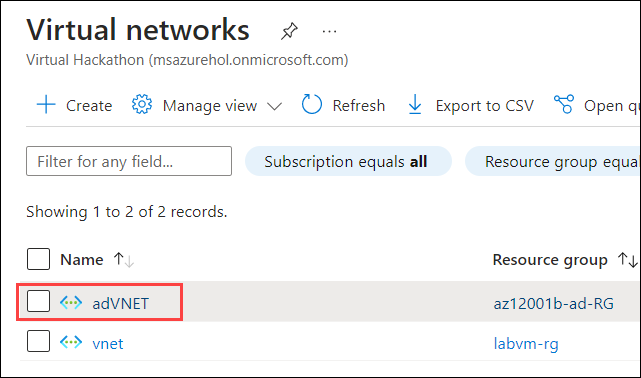 Virtual networks
Virtual Hackathon (msazurehol.onmicrosoft.com)
Create Manage view Refresh Export to CSV Open qu
Filter for any field... Subscription equals all Resource group equa
Showing 1 to 2 of 2 records.
Name Resource group
adVNET az12001b-ad-RG
vnet labvm-rg